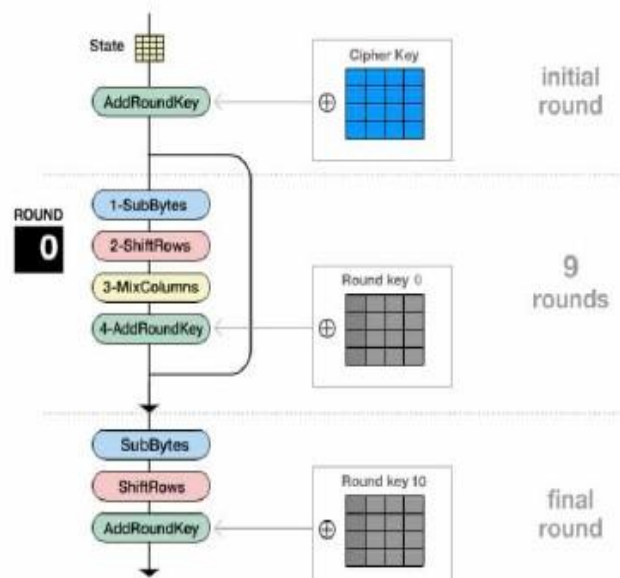 State
Cipher Key
AddRoundKey
initial
round
ROUND
0
1-SubBytes
2-ShiftRows
3-MixColumns
4-AddRoundKey
Round key 0
9
rounds
SubBytes
ShiftRows
AddRoundKey
Round key 10
final
round